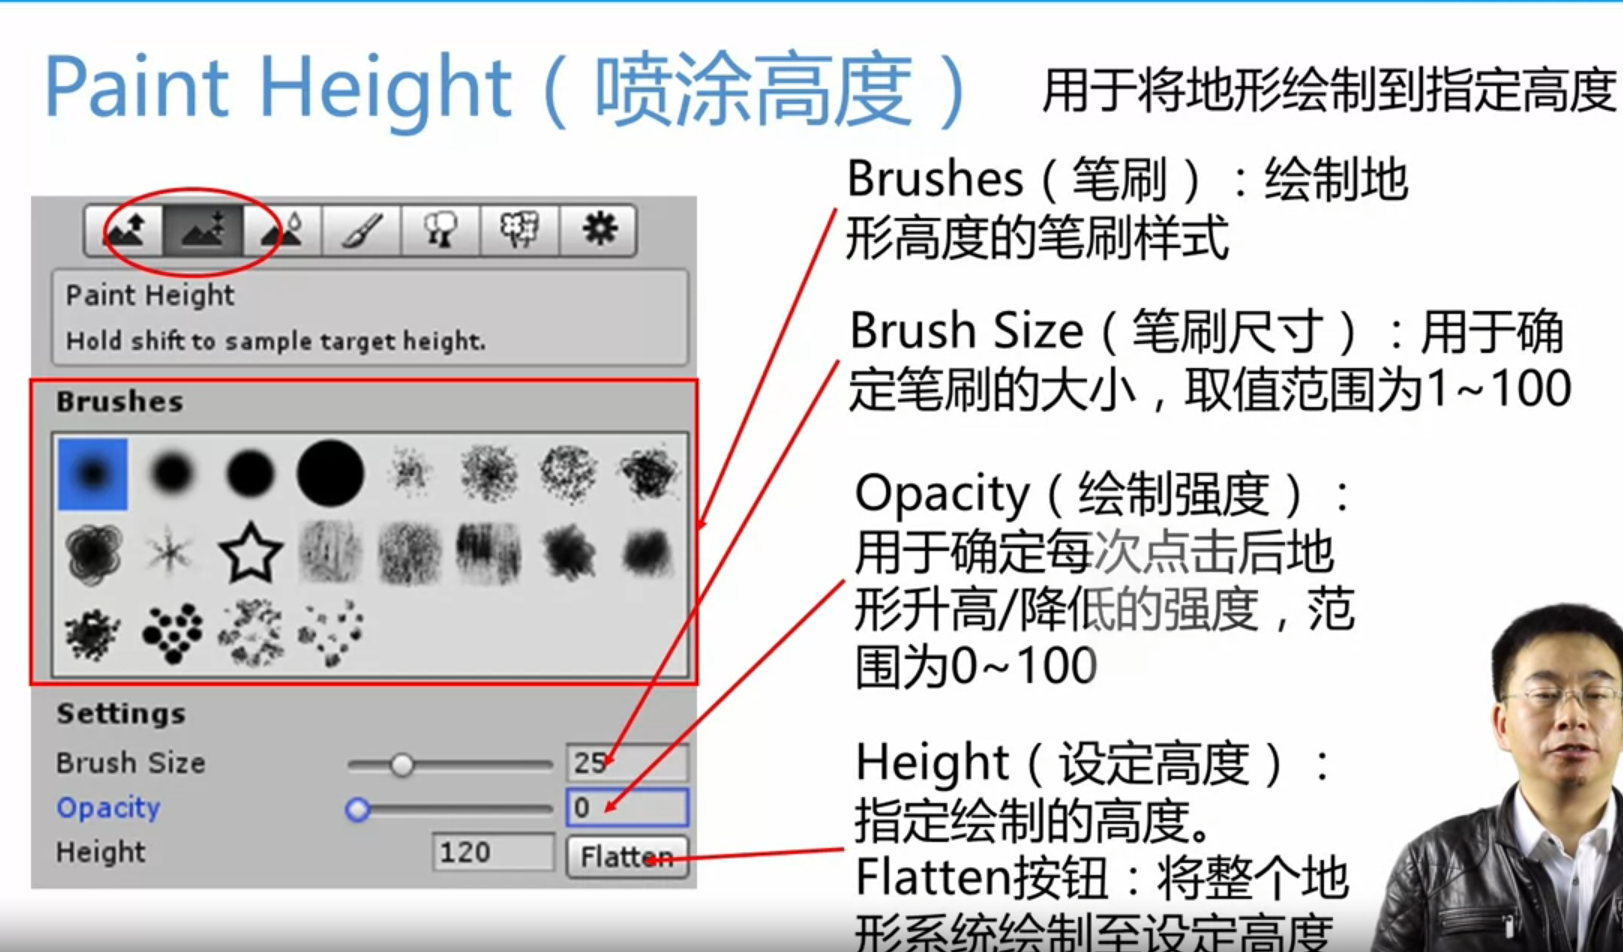 Paint Height（喷涂高度）
用于将地形绘制到指定高度
Paint Height
Hold shift to sample target height.
Brushes
Settings
Brush Size
25
Opacity
0
Height
120
Flatten
Brushes（笔刷）：绘制地
形高度的笔刷样式
Brush Size（笔刷尺寸）：用于确
定笔刷的大小，取值范围为1~100
Opacity（绘制强度）：
用于确定每次点击后地
形升高/降低的强度，范
围为0~100
Height（设定高度）：
指定绘制的高度。
Flatten按钮：将整个地
形系统绘制至设定高度